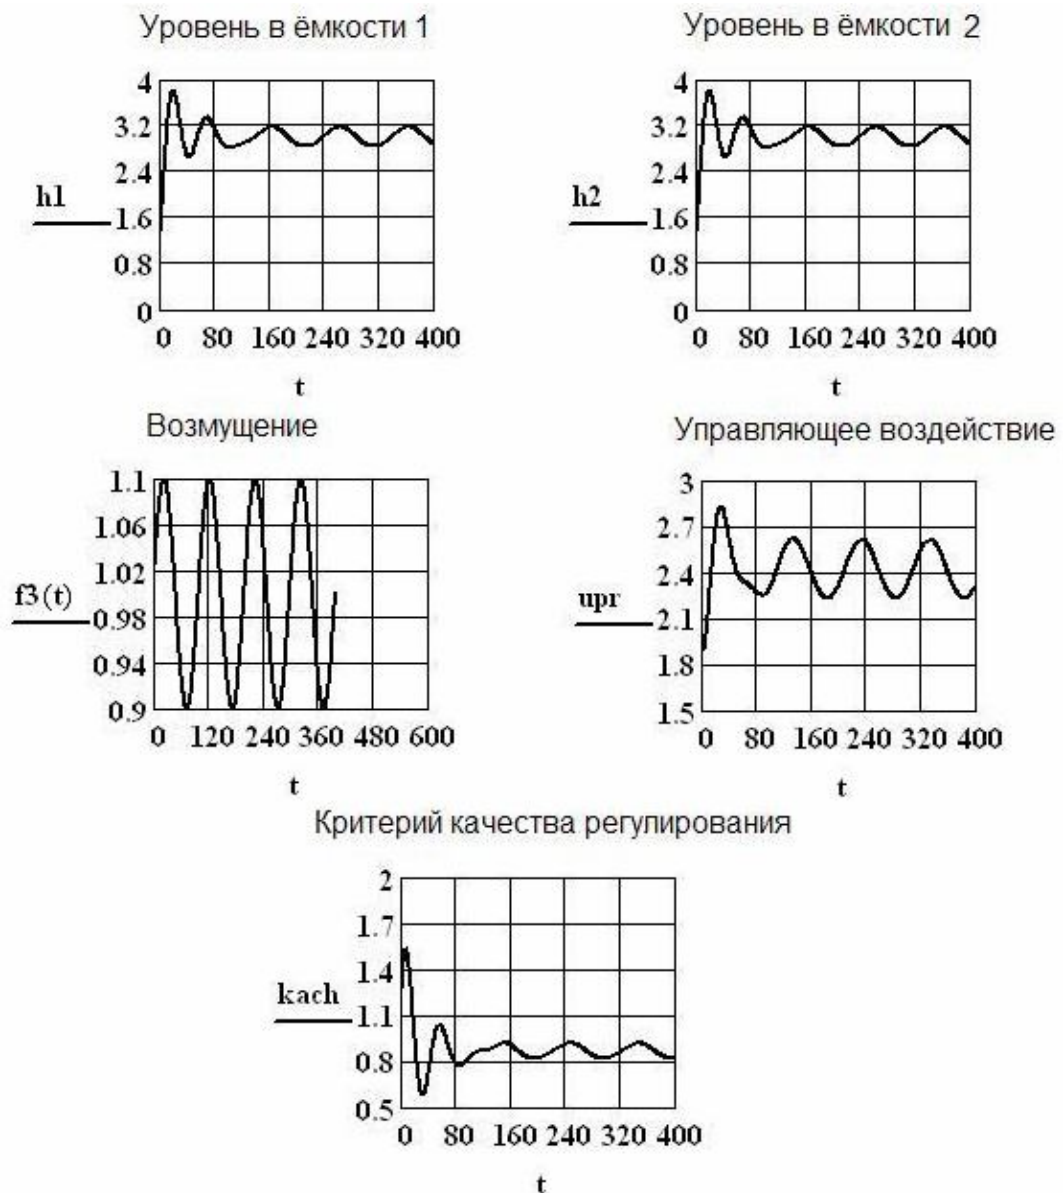 Уровень в ёмкости 1
4
3.2
2.4
h1
1.6
0.8
0
0 80 160 240 320 400
t
Уровень в ёмкости 2
4
3.2
2.4
h2
1.6
0.8
0
0 80 160 240 320 400
t
Возмущение
1.1
1.06
1.02
f3(t)
0.98
0.94
0.9
0 120 240 360 480 600
t
Управляющее воздействие
3
2.7
2.4
upr
2.1
1.8
1.5
0 80 160 240 320 400
t
Критерий качества регулирования
2
1.7
1.4
kach
1.1
0.8
0.5
0 80 160 240 320 400
t